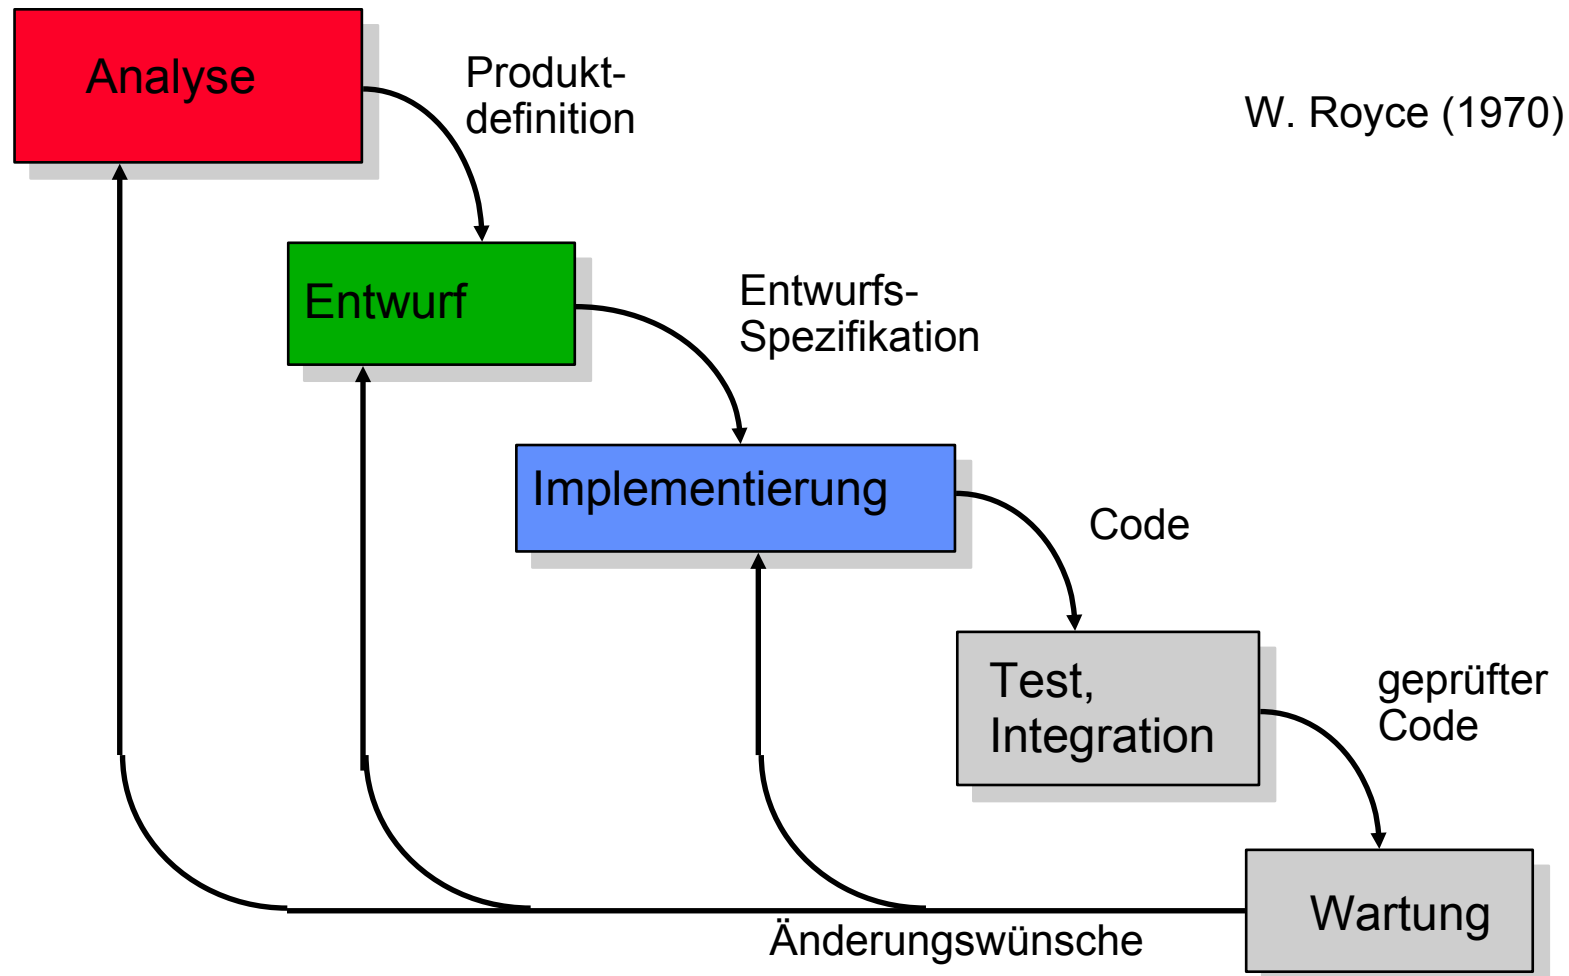 Analyse
Produkt-
definition
W. Royce (1970)
Entwurf
Entwurfs-
Spezifikation
Implementierung
Code
Test,
Integration
geprüfter
Code
Wartung
Änderungswünsche